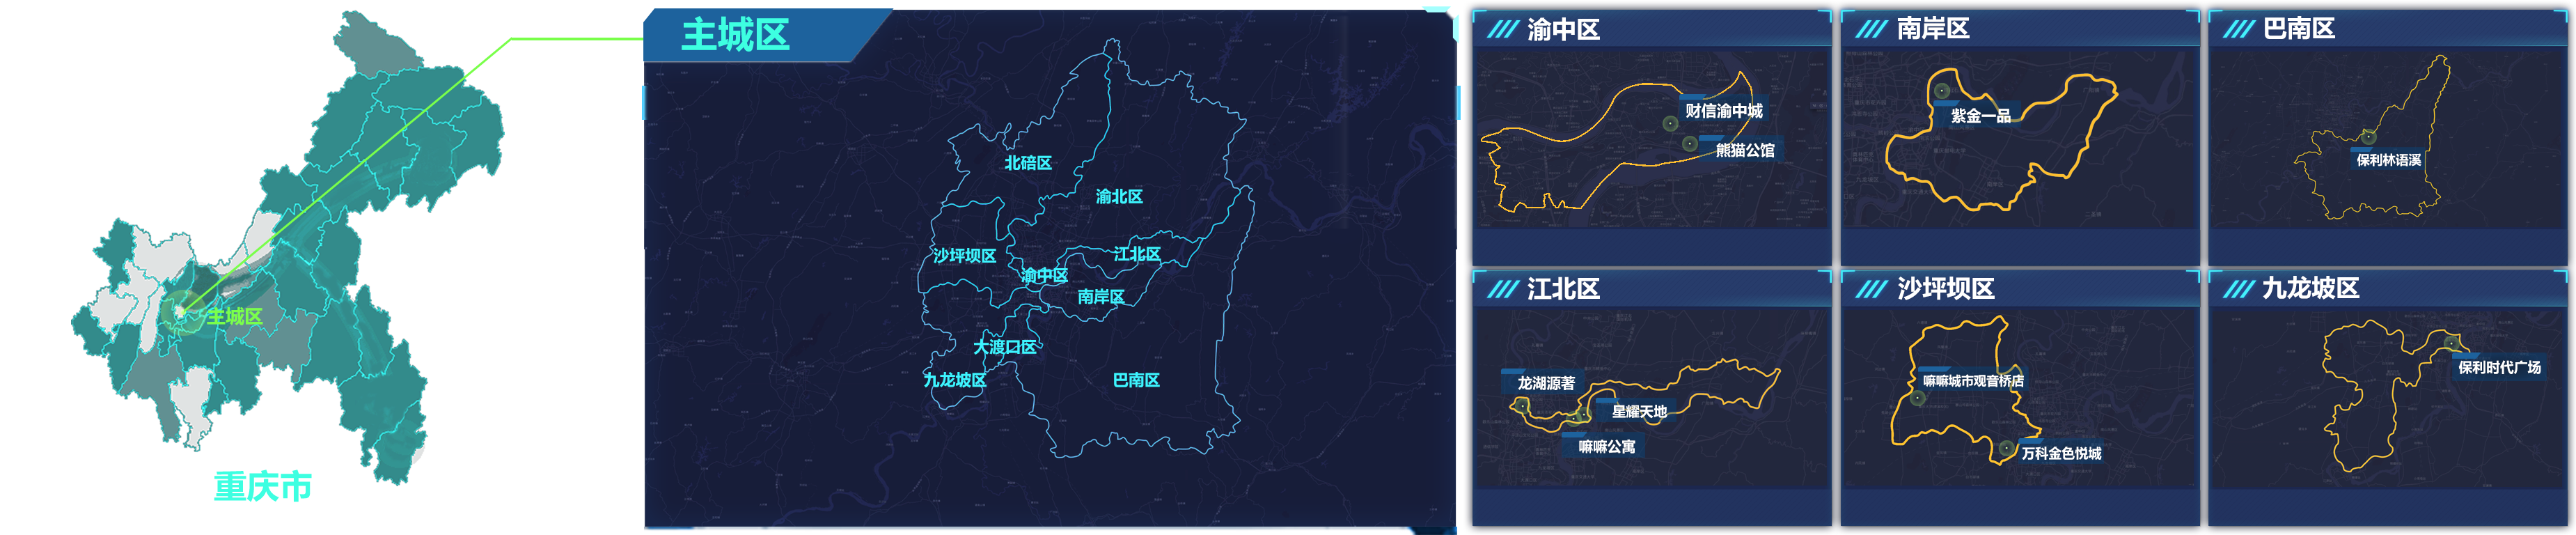 重庆市
主城区
主城区
北碚区
渝北区
沙坪坝区
江北区
渝中区
南岸区
大渡口区
九龙坡区
巴南区
渝中区
财信渝中城
熊猫公馆
南岸区
紫金一品
巴南区
保利林语溪
江北区
龙湖源著
星耀天地
嘛嘛公寓
沙坪坝区
嘛嘛城市观音桥店
万科金色悦城
九龙坡区
保利时代广场